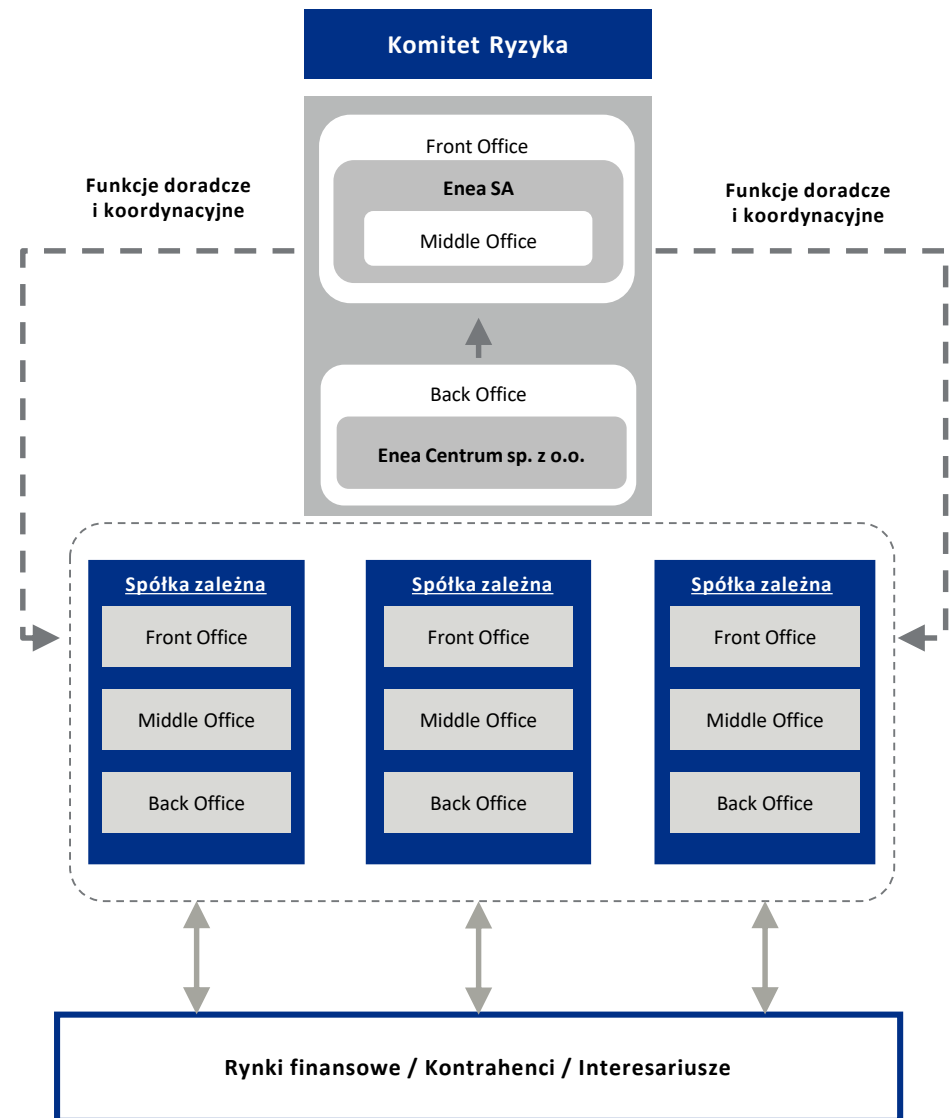 Komitet Ryzyka
Front Office
Enea SA
Middle Office
Funkcje doradcze
i koordynacyjne
Funkcje doradcze
i koordynacyjne
Back Office
Enea Centrum sp. z o.o.
Spółka zależna
Front Office
Middle Office
Back Office
Spółka zależna
Front Office
Middle Office
Back Office
Spółka zależna
Front Office
Middle Office
Back Office
Rynki finansowe / Kontrahenci / Interesariusze